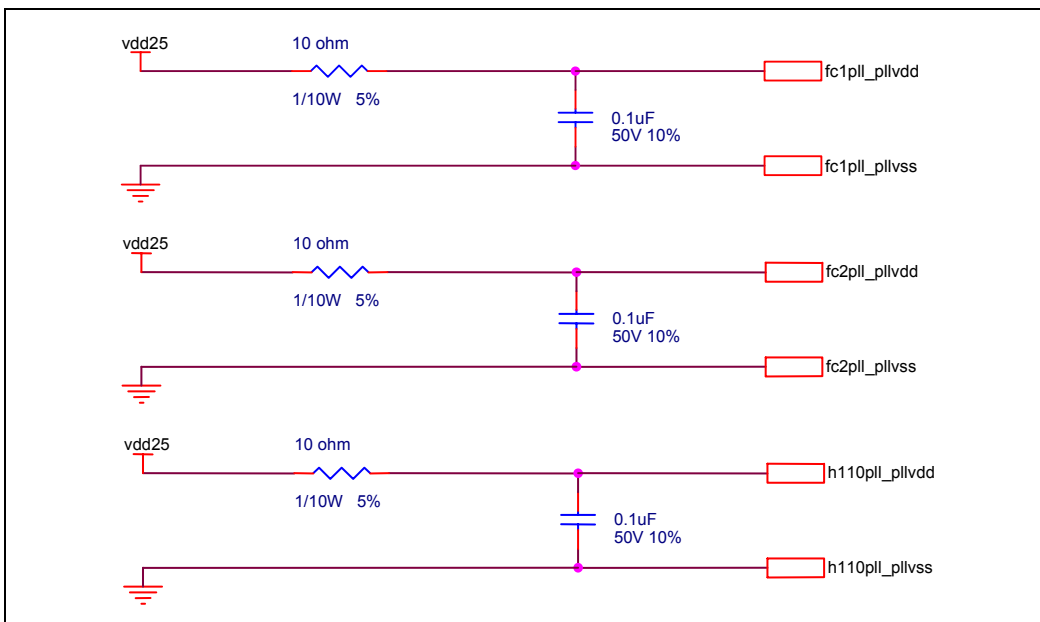 vdd25
10 ohm
1/10W 5%
fc1pll_pllvdd
0.1uF
50V 10%
fc1pll_pllvss
vdd25
10 ohm
1/10W 5%
fc2pll_pllvdd
0.1uF
50V 10%
fc2pll_pllvss
vdd25
10 ohm
1/10W 5%
h110pll_pllvdd
0.1uF
50V 10%
h110pll_pllvss